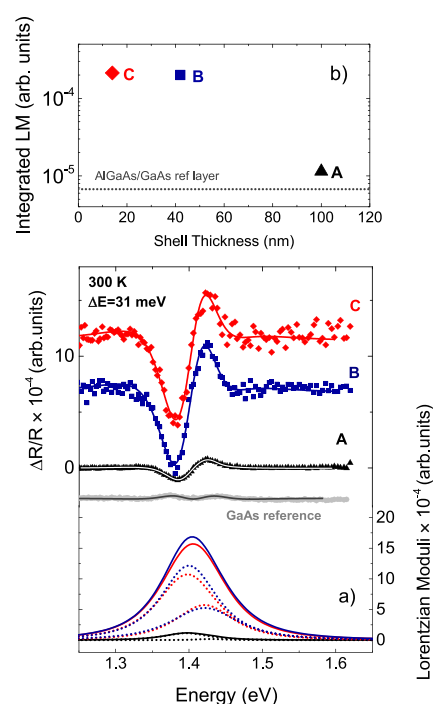 Integrated LM (arb. units)
10⁻⁴
10⁻⁵
b)
C
B
A
AlGaAs/GaAs ref layer
0 20 40 60 80 100 120
Shell Thickness (nm)
300 K
ΔE=31 meV
C
B
A
GaAs reference
ΔR/R × 10⁻⁴ (arb.units)
10
0
Lorentzian Moduli × 10⁻⁴ (arb.units)
20
15
10
5
0
a)
1.3 1.4 1.5 1.6
Energy (eV)